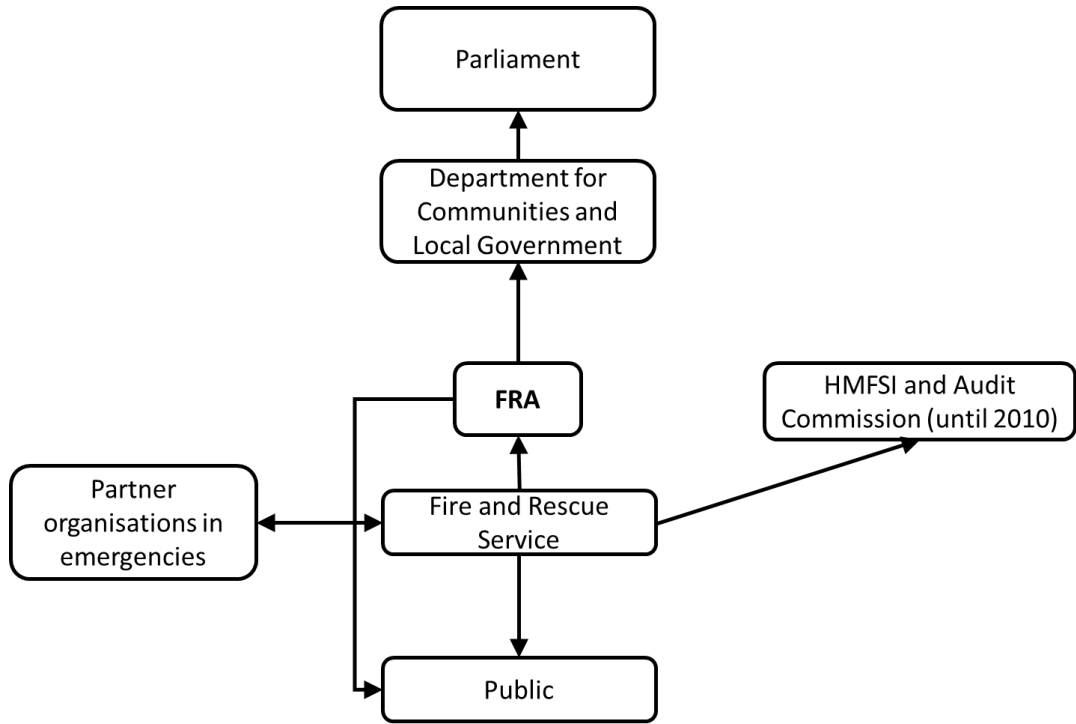 Parliament
Department for
Communities and
Local Government
FRA
HMFSI and Audit
Commission (until 2010)
Partner
organisations in
emergencies
Fire and Rescue
Service
Public